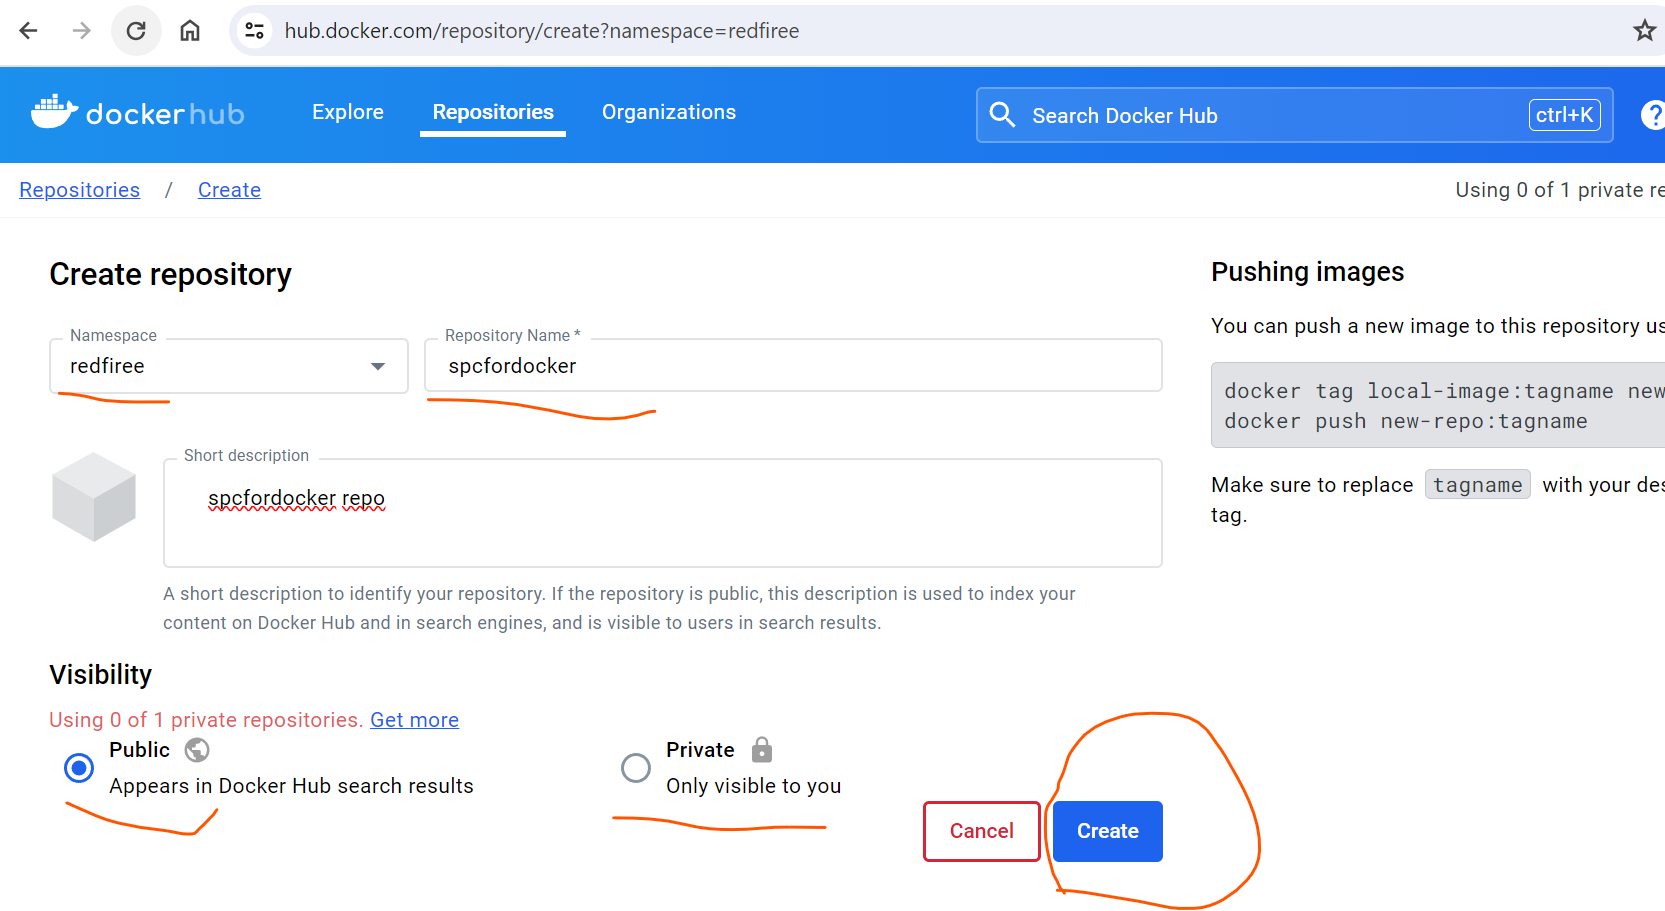 hub.docker.com/repository/create?namespace=redfiree
docker hub
Explore
Repositories
Organizations
Search Docker Hub
ctrl+K
?
Repositories / Create
Using 0 of 1 private re
Create repository
Namespace
redfiree
Repository Name *
spcfordocker
Short description
spcfordocker repo
A short description to identify your repository. If the repository is public, this description is used to index your
content on Docker Hub and in search engines, and is visible to users in search results.
Visibility
Using 0 of 1 private repositories. Get more
Public
Appears in Docker Hub search results
Private
Only visible to you
Cancel
Create
Pushing images
You can push a new image to this repository us
docker tag local-image:tagname new
docker push new-repo:tagname
Make sure to replace tagname with your des
tag.